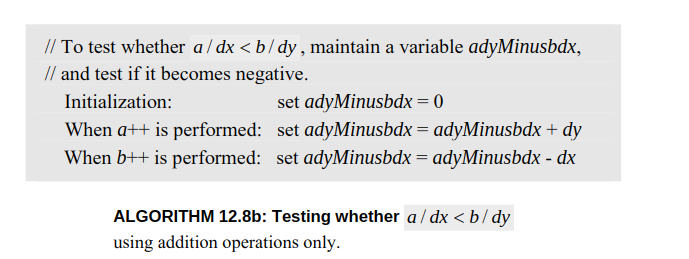 // To test whether a / dx < b / dy , maintain a variable adyMinusbdx,
// and test if it becomes negative.
Initialization: set adyMinusbdx = 0
When a++ is performed: set adyMinusbdx = adyMinusbdx + dy
When b++ is performed: set adyMinusbdx = adyMinusbdx - dx
ALGORITHM 12.8b: Testing whether a / dx < b / dy
using addition operations only.